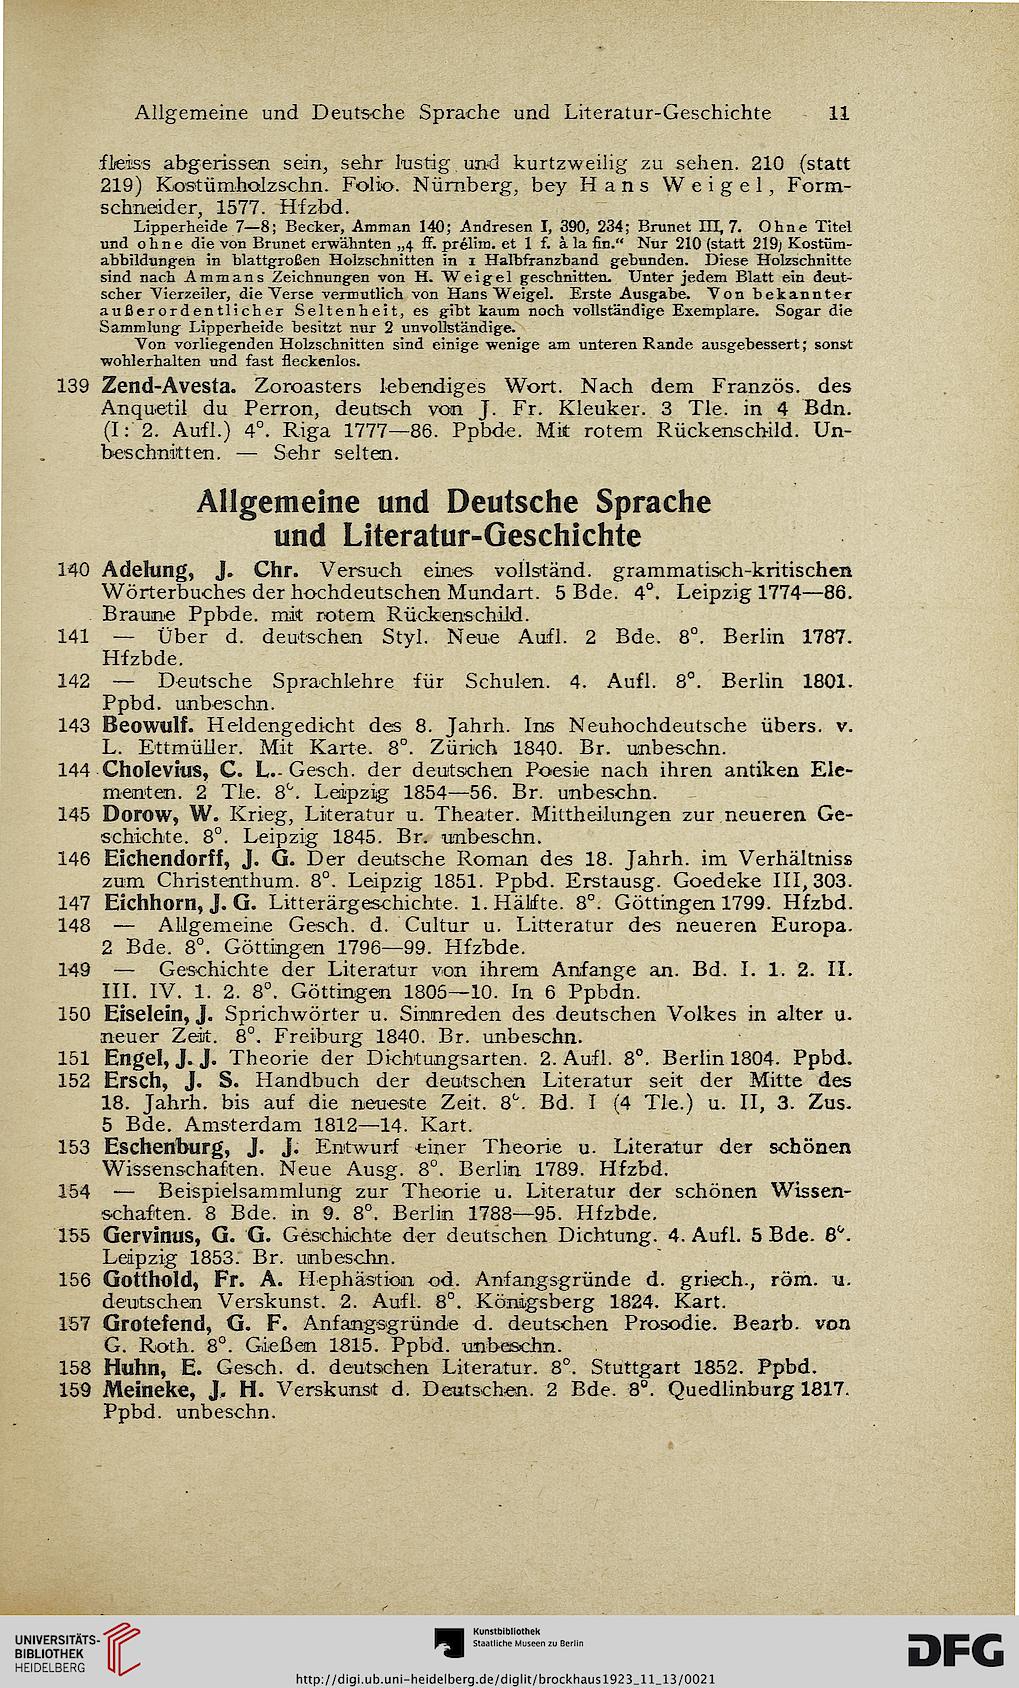 Allgemeine und Deutsche Sprache und Literatur-Geschichte 11
fleiss abgerissen sein, sehr lustig und kurtzweilig zu sehen. 210 (statt
219) Kostümholzschn. Folio. Nürnberg, bey Hans Weigel, Form-
schneider, 1577. Hfzbd.
Lipperheide 7—8; Becker, Amman 140; Andresen I, 390, 234; Brunet III, 7. Ohne Titel
und ohne die von Brunet erwähnten „4 ff. prélim. et 1 f. à la fin.“ Nur 210 (statt 219) Kostüm-
abbildungen in blattgroßen Holzschnitten in 1 Halbfranzband gebunden. Diese Holzschnitte
sind nach Ammans Zeichnungen von H. Weigel geschnitten. Unter jedem Blatt ein deut-
scher Vierzeiler, die Verse vermutlich von Hans Weigel. Erste Ausgabe. Von bekannter
außerordentlicher Seltenheit, es gibt kaum noch vollständige Exemplare. Sogar die
Sammlung Lipperheide besitzt nur 2 unvollständige.
Von vorliegenden Holzschnitten sind einige wenige am unteren Rande ausgebessert; sonst
wohlerhalten und fast fleckenlos.
139 Zend-Avesta. Zoroasters lebendiges Wort. Nach dem Französ. des
Anquetil du Perron, deutsch von J. Fr. Kleuker. 3 Tle. in 4 Bdn.
(I: 2. Aufl.) 4°. Riga 1777—86. Ppbde. Mit rotem Rückenschild. Un-
beschnitten. — Sehr selten.
Allgemeine und Deutsche Sprache
und Literatur-Geschichte
140 Adelung, J. Chr. Versuch eines vollständ. grammatisch-kritischen
Wörterbuches der hochdeutschen Mundart. 5 Bde. 4°. Leipzig 1774—86.
Braune Ppbde. mit rotem Rückenschild.
141 — Über d. deutschen Styl. Neue Aufl. 2 Bde. 8°. Berlin 1787.
Hfzbde.
142 — Deutsche Sprachlehre für Schulen. 4. Aufl. 8°. Berlin 1801.
Ppbd. unbeschn.
143 Beowulf. Heldengedicht des 8. Jahrh. Ins Neuhochdeutsche übers. v.
L. Ettmüller. Mit Karte. 8°. Zürich 1840. Br. unbeschn.
144 Cholevius, C. L. Gesch. der deutschen Poesie nach ihren antiken Ele-
menten. 2 Tle. 8°. Leipzig 1854—56. Br. unbeschn.
145 Dorow, W. Krieg, Literatur u. Theater. Mittheilungen zur neueren Ge-
schichte. 8°. Leipzig 1845. Br. unbeschn.
146 Eichendorff, J. G. Der deutsche Roman des 18. Jahrh. im Verhältniss
zum Christenthum. 8°. Leipzig 1851. Ppbd. Erstausg. Goedeke III, 303.
147 Eichhorn, J. G. Litterärgeschichte. 1. Hälfte. 8°. Göttingen 1799. Hfzbd.
148 — Allgemeine Gesch. d. Cultur u. Litteratur des neueren Europa.
2 Bde. 8°. Göttingen 1796—99. Hfzbde.
149 — Geschichte der Literatur von ihrem Anfange an. Bd. I. 1. 2. II.
III. IV. 1. 2. 8°. Göttingen 1805—10. In 6 Ppbdn.
150 Eiselein, J. Sprichwörter u. Sinnreden des deutschen Volkes in alter u.
neuer Zeit. 8°. Freiburg 1840. Br. unbeschn.
151 Engel, J. J. Theorie der Dichtungsarten. 2. Aufl. 8°. Berlin 1804. Ppbd.
152 Ersch, J. S. Handbuch der deutschen Literatur seit der Mitte des
18. Jahrh. bis auf die neueste Zeit. 8°. Bd. I (4 Tle.) u. II, 3. Zus.
5 Bde. Amsterdam 1812—14. Kart.
153 Eschenburg, J. J. Entwurf einer Theorie u. Literatur der schönen
Wissenschaften. Neue Ausg. 8°. Berlin 1789. Hfzbd.
154 — Beispielsammlung zur Theorie u. Literatur der schönen Wissen-
schaften. 8 Bde. in 9. 8°. Berlin 1788—95. Hfzbde.
155 Gervinus, G. G. Geschichte der deutschen Dichtung. 4. Aufl. 5 Bde. 8°.
Leipzig 1853. Br. unbeschn.
156 Gotthold, Fr. A. Hephästion od. Anfangsgründe d. griech., röm. u.
deutschen Verskunst. 2. Aufl. 8°. Königsberg 1824. Kart.
157 Grotefend, G. F. Anfangsgründe d. deutschen Prosodie. Bearb. von
G. Roth. 8°. Gießen 1815. Ppbd. unbeschn.
158 Huhn, E. Gesch. d. deutschen Literatur. 8°. Stuttgart 1852. Ppbd.
159 Meineke, J. H. Verskunst d. Deutschen. 2 Bde. 8°. Quedlinburg 1817.
Ppbd. unbeschn.
UNIVERSITÄTS-
BIBLIOTHEK
HEIDELBERG
Kunstbibliothek
Staatliche Museen zu Berlin
DFG
http://digi.ub.uni-heidelberg.de/diglit/brockhaus1923_11_13/0021